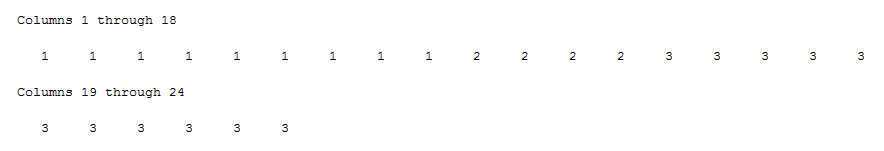 Columns 1 through 18
1 1 1 1 1 1 1 1 1 2 2 2 2 3 3 3 3 3
Columns 19 through 24
3 3 3 3 3 3